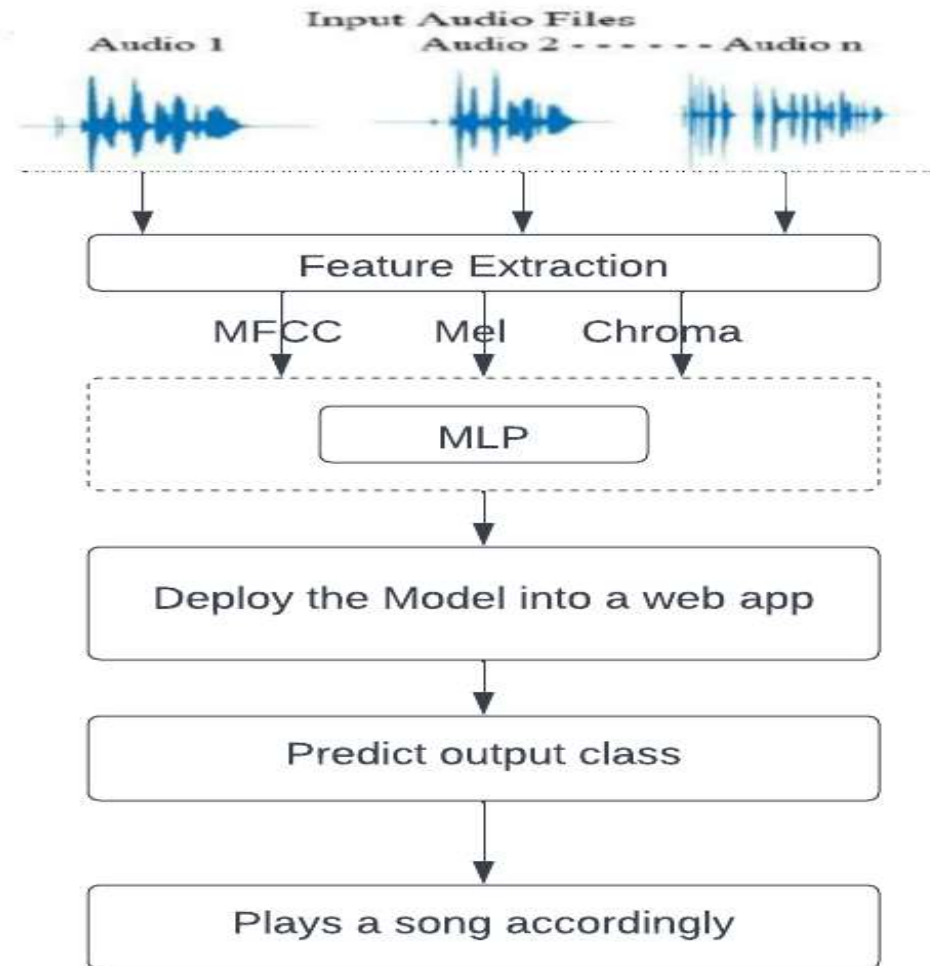 Input Audio Files
Audio 1 Audio 2 - - - - - - Audio n
Feature Extraction
MFCC Mel Chroma
MLP
Deploy the Model into a web app
Predict output class
Plays a song accordingly